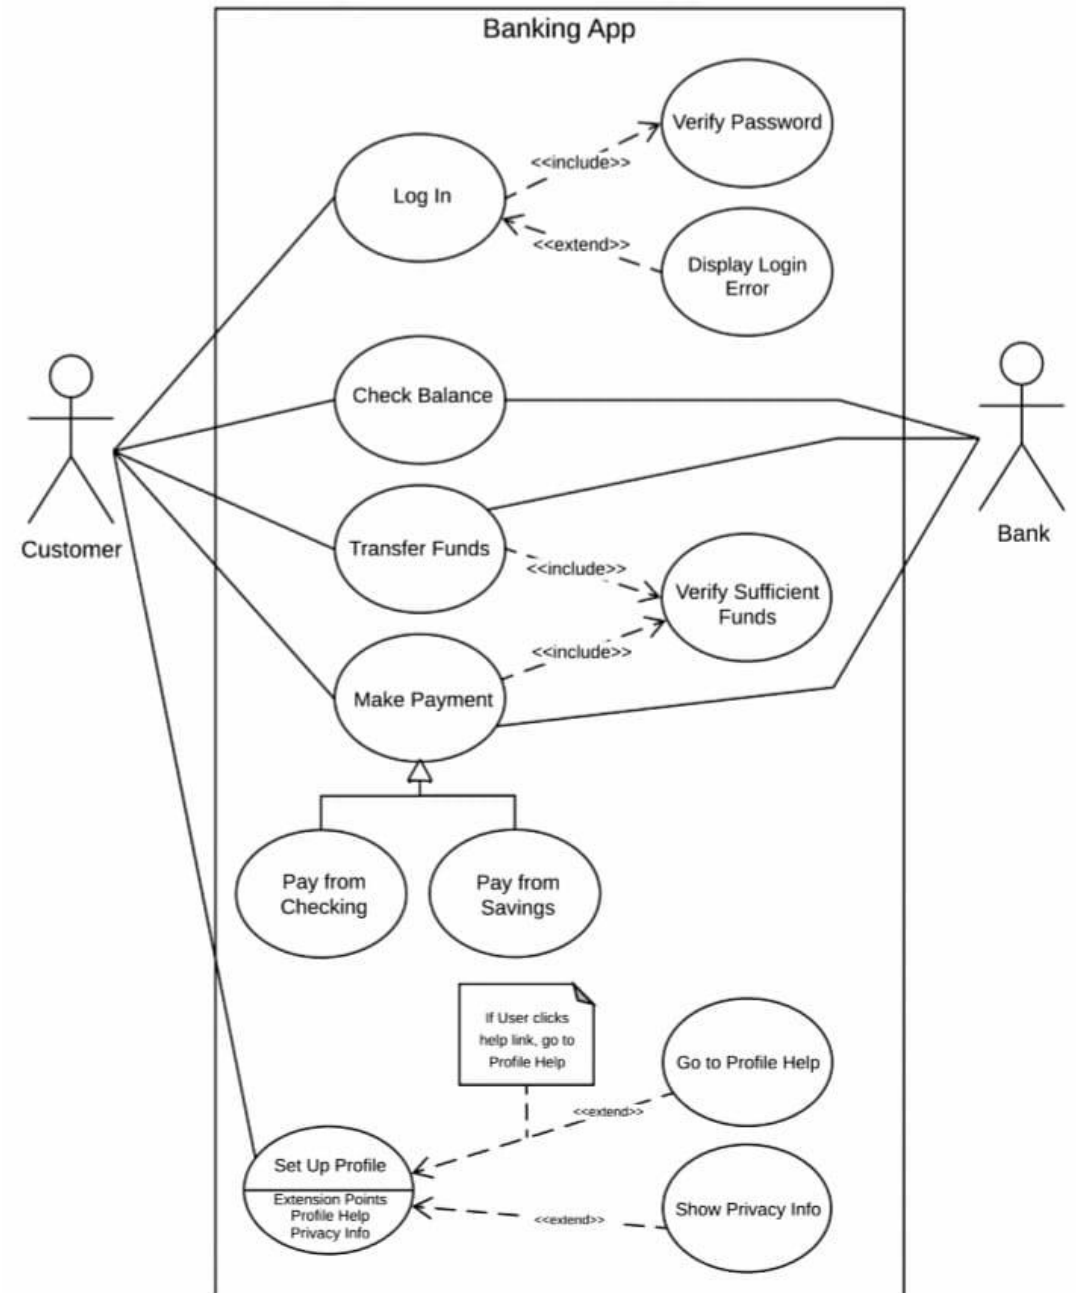 Banking App
Verify Password
<<include>>
Log In
<<extend>>
Display Login
Error
Check Balance
Customer
Bank
Transfer Funds
<<include>>
Verify Sufficient
Funds
<<include>>
Make Payment
Pay from
Checking
Pay from
Savings
If User clicks
help link, go to
Profile Help
Go to Profile Help
<<extend>>
Set Up Profile
Extension Points
Profile Help
Privacy Info
Show Privacy Info
<<extend>>